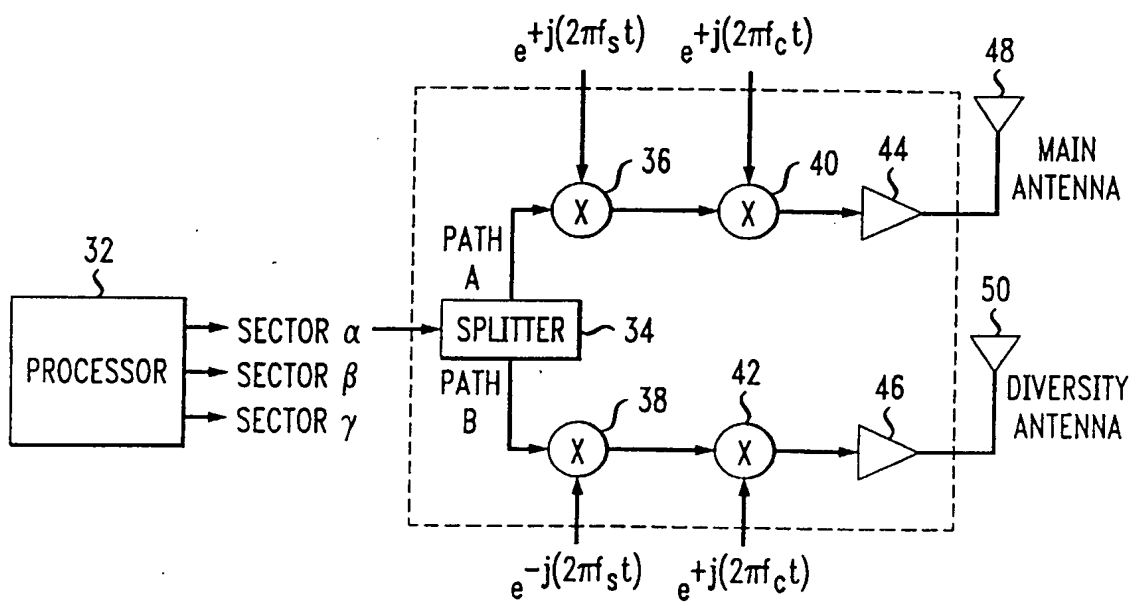 e+j(2πfst) e+j(2πfct)
48
36
40
44
MAIN
ANTENNA
PATH
A
32
PROCESSOR
SECTOR α
SECTOR β
SECTOR γ
SPLITTER
34
50
PATH
B
38
42
46
DIVERSITY
ANTENNA
X
X
X
X
e-j(2πfst) e+j(2πfct)